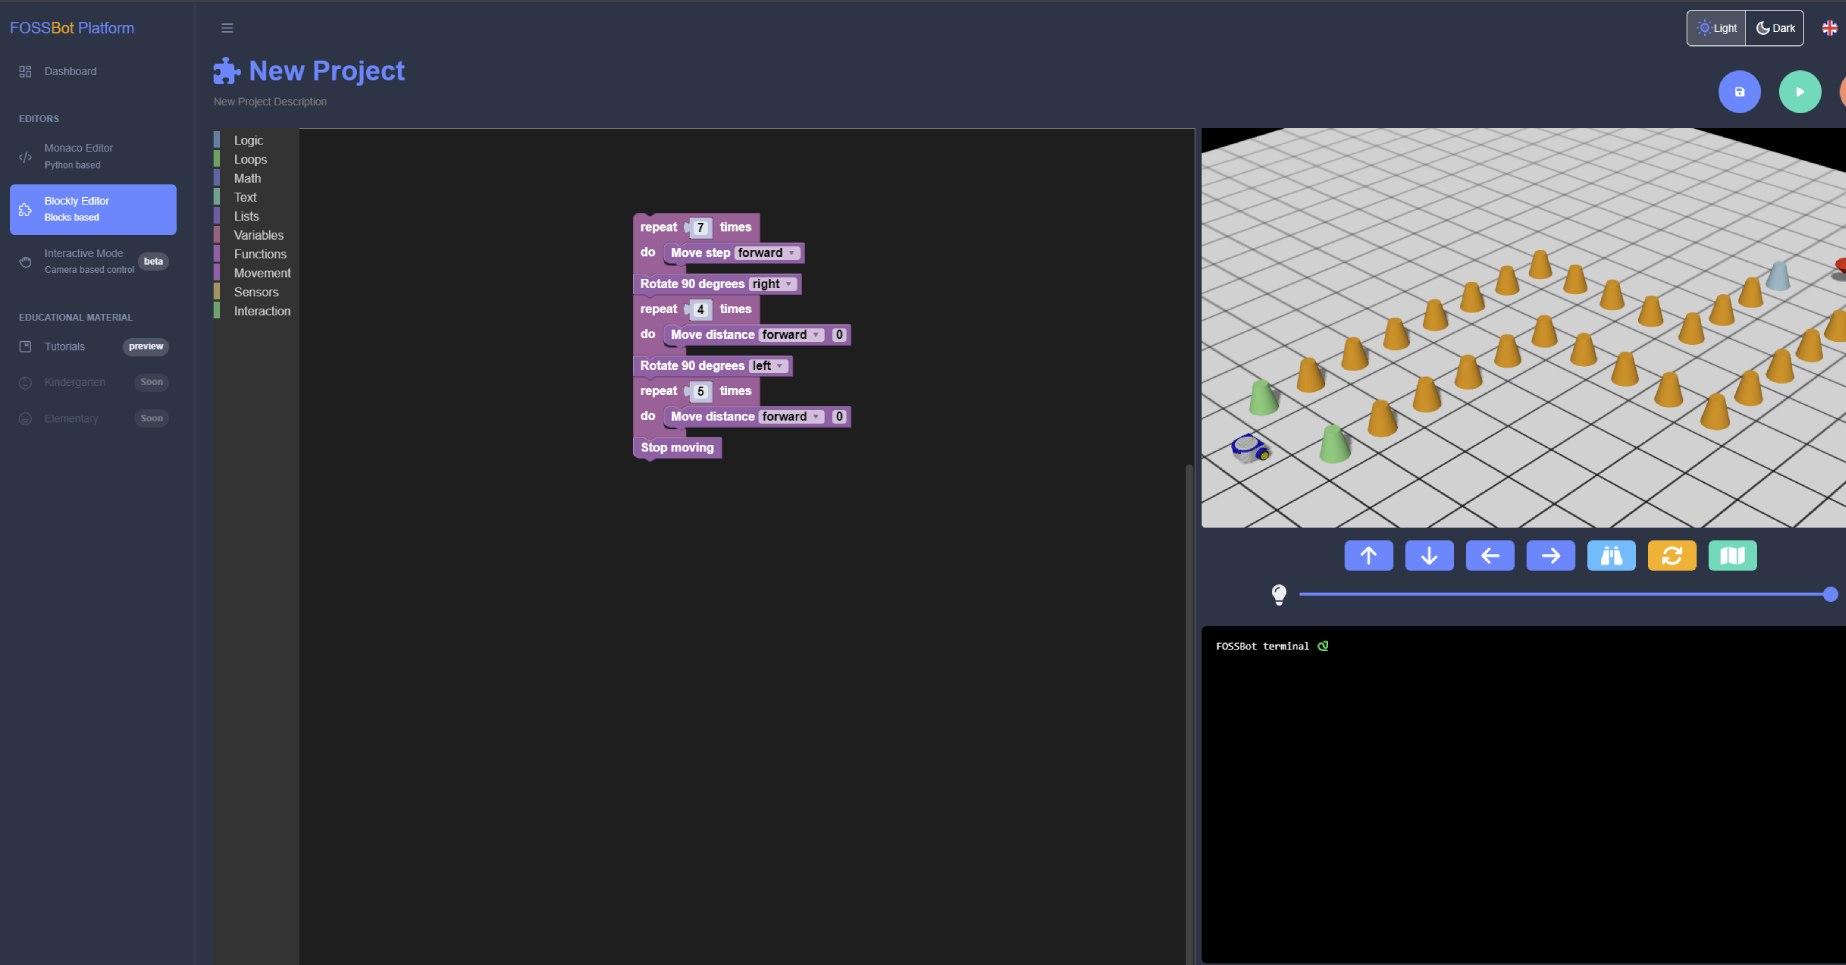 FOSSBot Platform
Light
Dark
Dashboard
New Project
New Project Description
EDITORS
Monaco Editor
Python based
Blockly Editor
Blocks based
Interactive Mode
Camera based control
beta
EDUCATIONAL MATERIAL
Tutorials
preview
Kindergarten
Soon
Elementary
Soon
Logic
Loops
Math
Text
Lists
Variables
Functions
Movement
Sensors
Interaction
repeat 7 times
do Move step forward
Rotate 90 degrees right
repeat 4 times
do Move distance forward 0
Rotate 90 degrees left
repeat 5 times
do Move distance forward 0
Stop moving
FOSSBot terminal